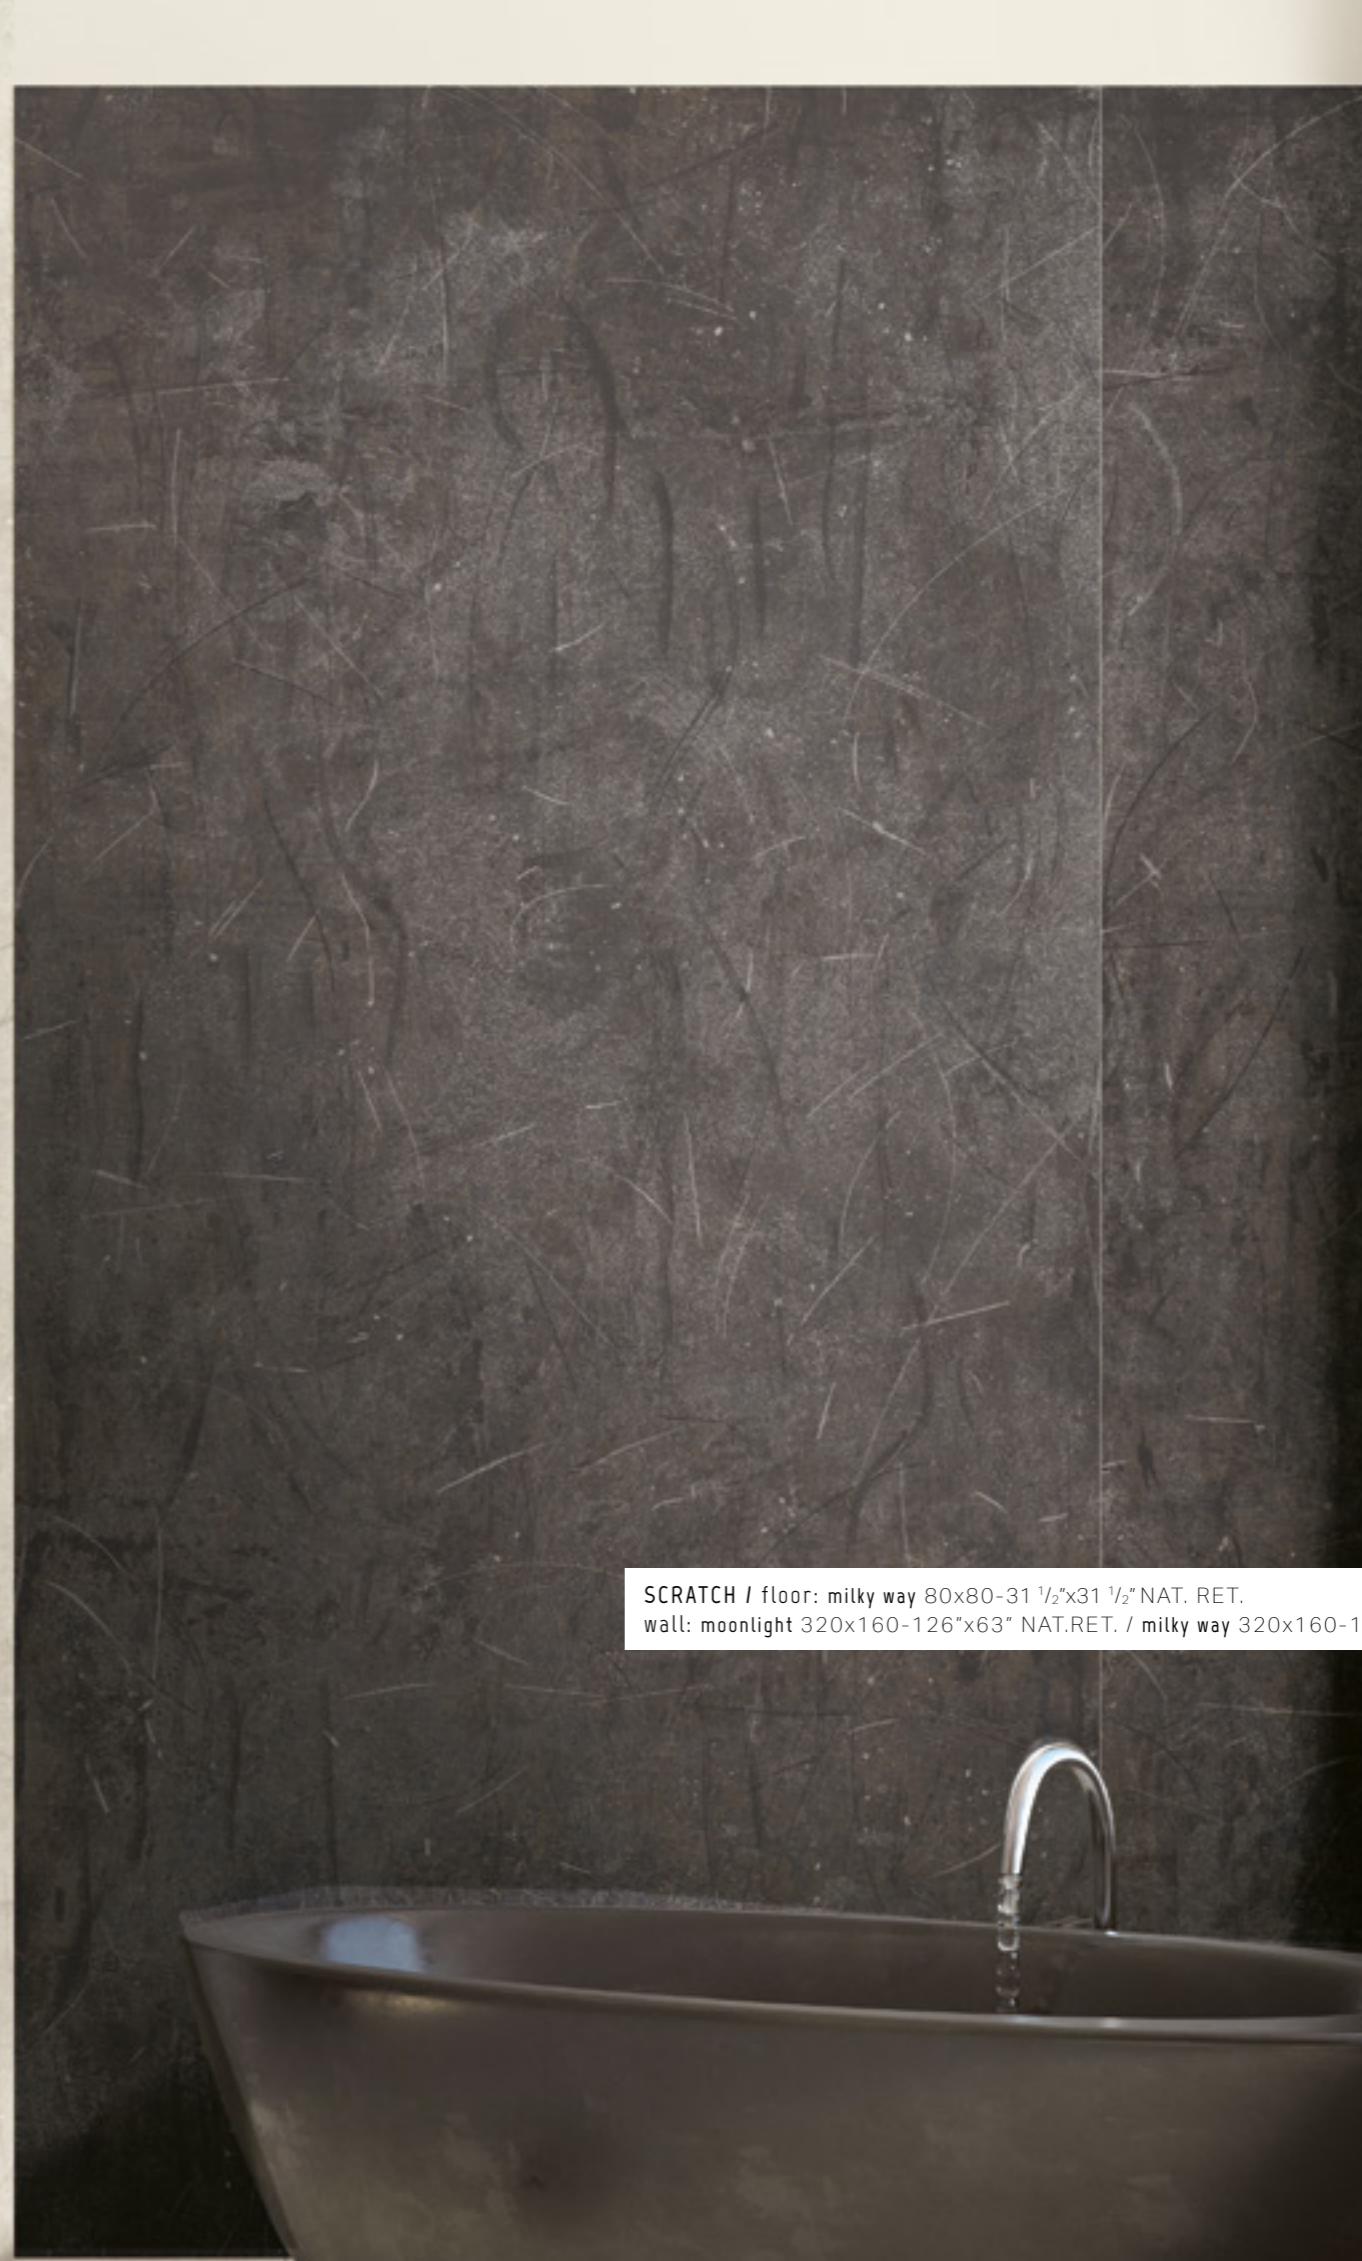 SCRATCH / floor: milky way 80x80-31 ¹/₂"x31 ¹/₂" NAT. RET.
wall: moonlight 320x160-126"x63" NAT.RET. / milky way 320x160-1